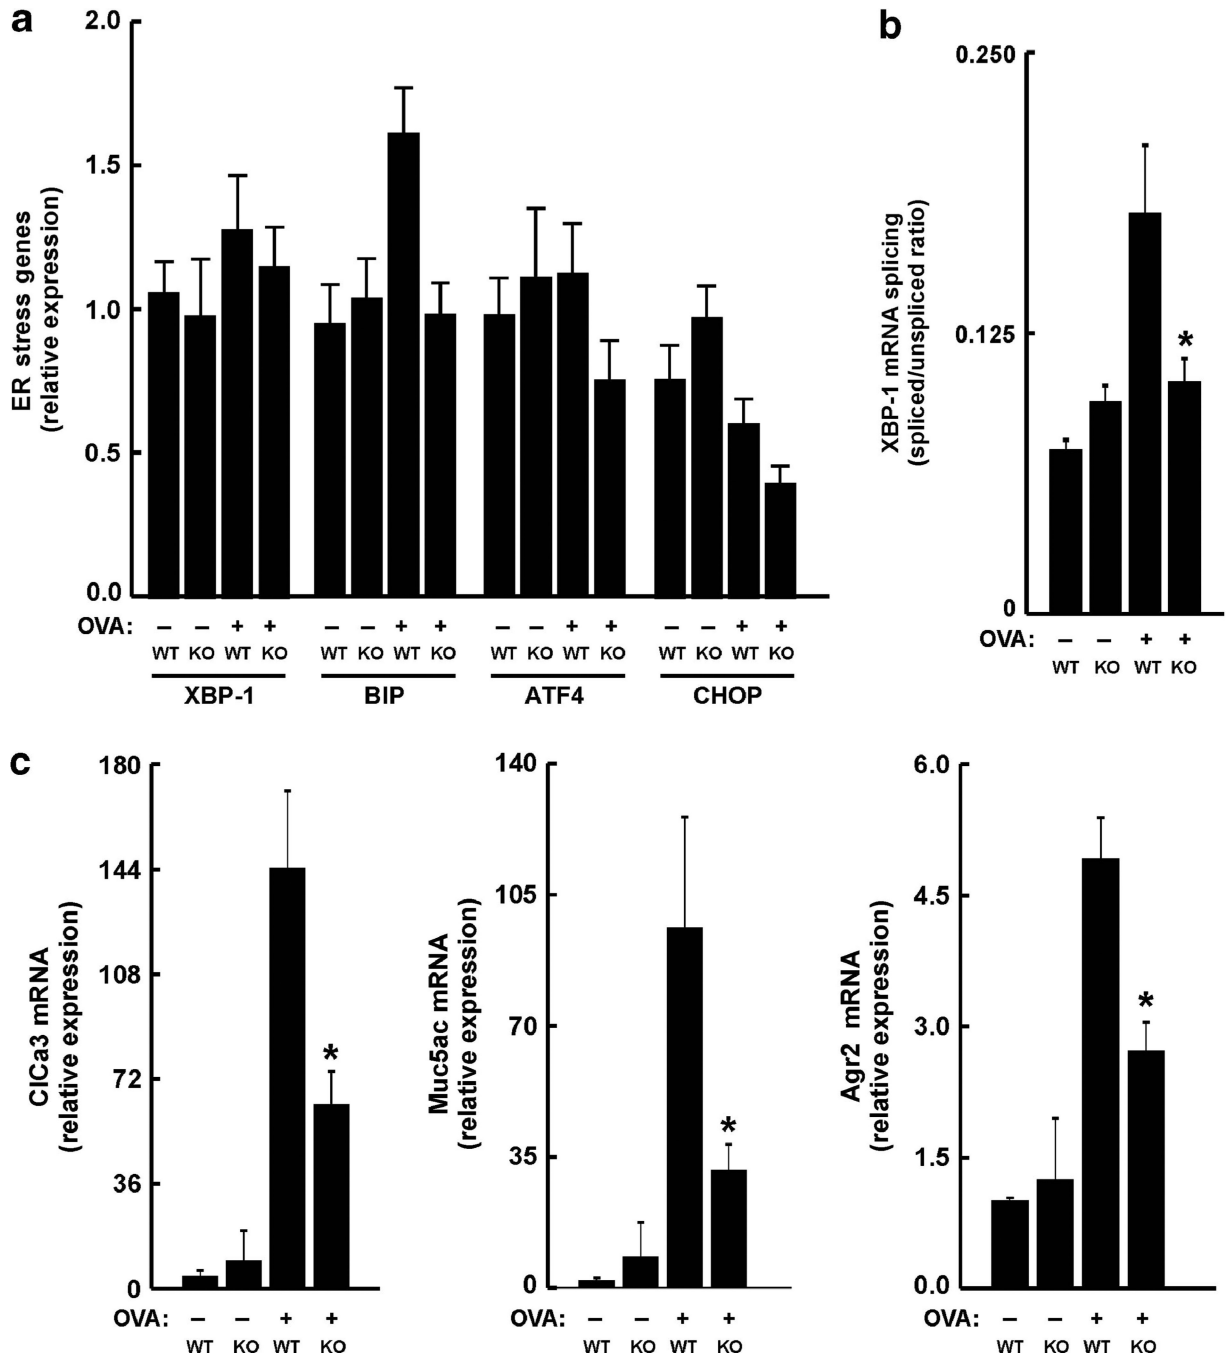 a
2.0
1.5
1.0
0.5
0.0
ER stress genes
(relative expression)
OVA: – – + + – – + + – – + + – – + +
WT KO WT KO WT KO WT KO WT KO WT KO WT KO WT KO
XBP-1 BIP ATF4 CHOP
b
0.250
0.125
0
XBP-1 mRNA splicing
(spliced/unspliced ratio)
*
OVA: – – + +
WT KO WT KO
c
180
144
108
72
36
0
ClCa3 mRNA
(relative expression)
*
OVA: – – + +
WT KO WT KO
140
105
70
35
0
Muc5ac mRNA
(relative expression)
*
OVA: – – + +
WT KO WT KO
6.0
4.5
3.0
1.5
0.0
Agr2 mRNA
(relative expression)
*
OVA: – – + +
WT KO WT KO